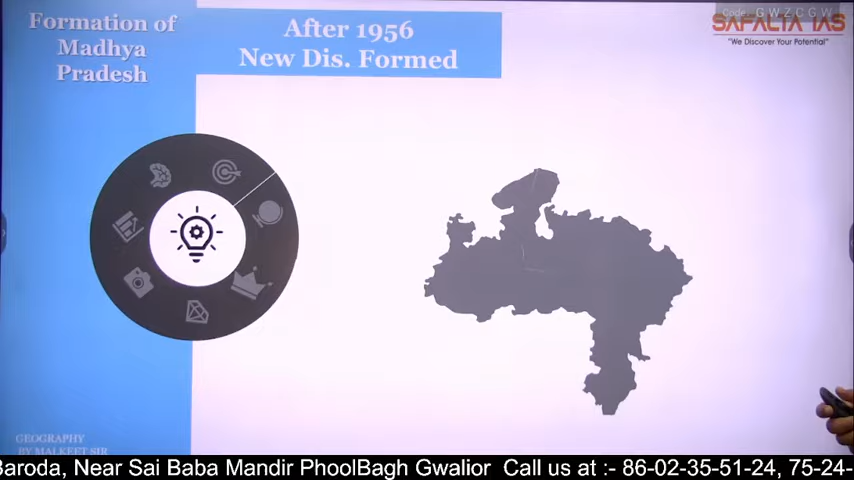 Formation of
Madhya
Pradesh
After 1956
New Dis. Formed
Code: G W Z C G W
SAFALTA IAS
"We Discover Your Potential"
GEOGRAPHY
BY MALKEET SIR
Baroda, Near Sai Baba Mandir PhoolBagh Gwalior Call us at :- 86-02-35-51-24, 75-24-